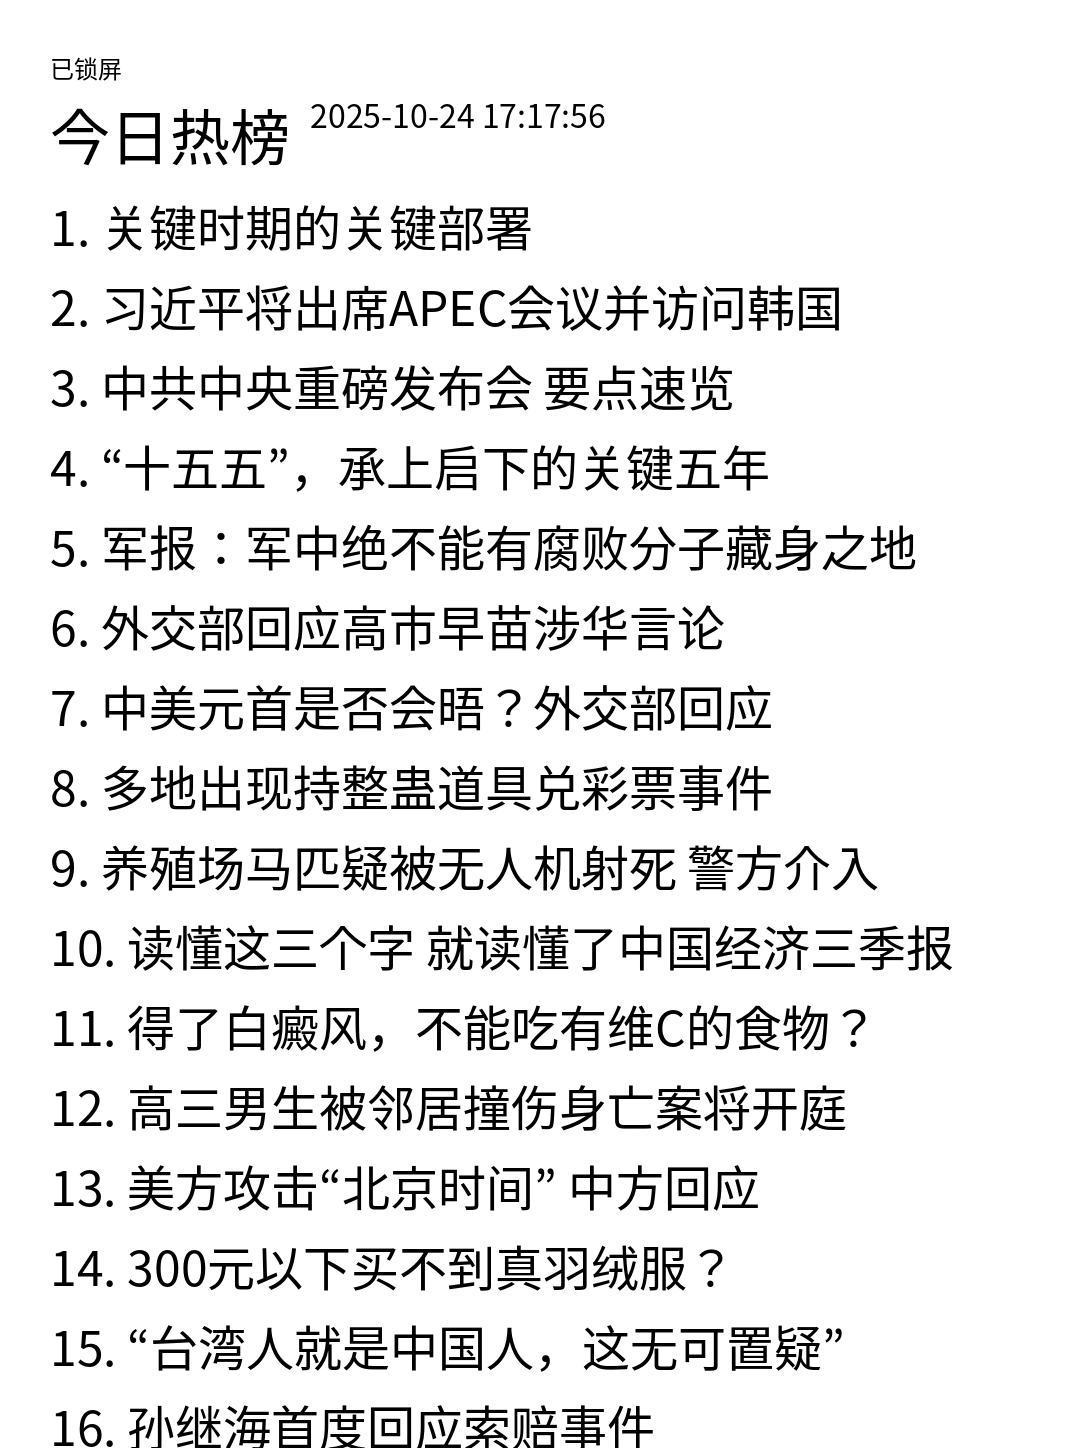 已锁屏
今日热榜 2025-10-24 17:17:56
1. 关键时期的关键部署
2. 习近平将出席APEC会议并访问韩国
3. 中共中央重磅发布会 要点速览
4. “十五五”，承上启下的关键五年
5. 军报：军中绝不能有腐败分子藏身之地
6. 外交部回应高市早苗涉华言论
7. 中美元首是否会晤？外交部回应
8. 多地出现持整蛊道具兑彩票事件
9. 养殖场马匹疑被无人机射死 警方介入
10. 读懂这三个字 就读懂了中国经济三季报
11. 得了白癜风，不能吃有维C的食物？
12. 高三男生被邻居撞伤身亡案将开庭
13. 美方攻击“北京时间” 中方回应
14. 300元以下买不到真羽绒服？
15. “台湾人就是中国人，这无可置疑”
16. 孙继海首度回应索赔事件